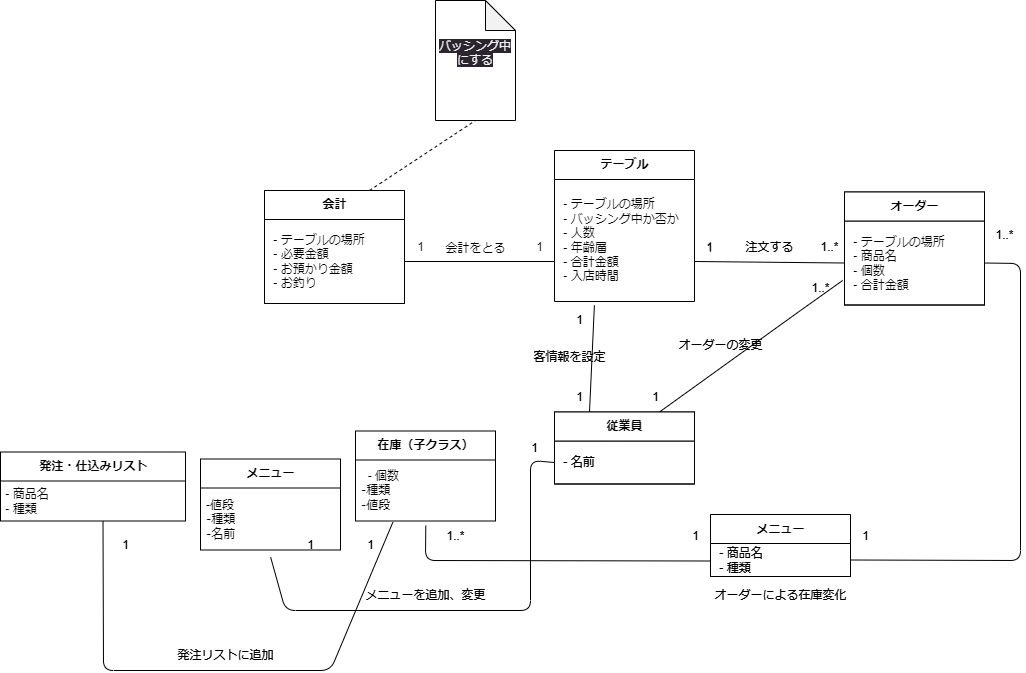 バッシング中
にする
テーブル
- テーブルの場所
- バッシング中か否か
- 人数
- 年齢層
- 合計金額
- 入店時間
会計
- テーブルの場所
- 必要金額
- お預かり金額
- お釣り
1
会計をとる
1
1
注文する
1..*
オーダー
- テーブルの場所
- 商品名
- 個数
- 合計金額
1..*
1..*
1
客情報を設定
1
オーダーの変更
1
従業員
- 名前
1
発注・仕込みリスト
- 商品名
- 種類
メニュー
-値段
-種類
-名前
在庫（子クラス）
- 個数
-種類
-値段
1
1
1
1..*
1
メニュー
- 商品名
- 種類
1
メニューを追加、変更
オーダーによる在庫変化
発注リストに追加